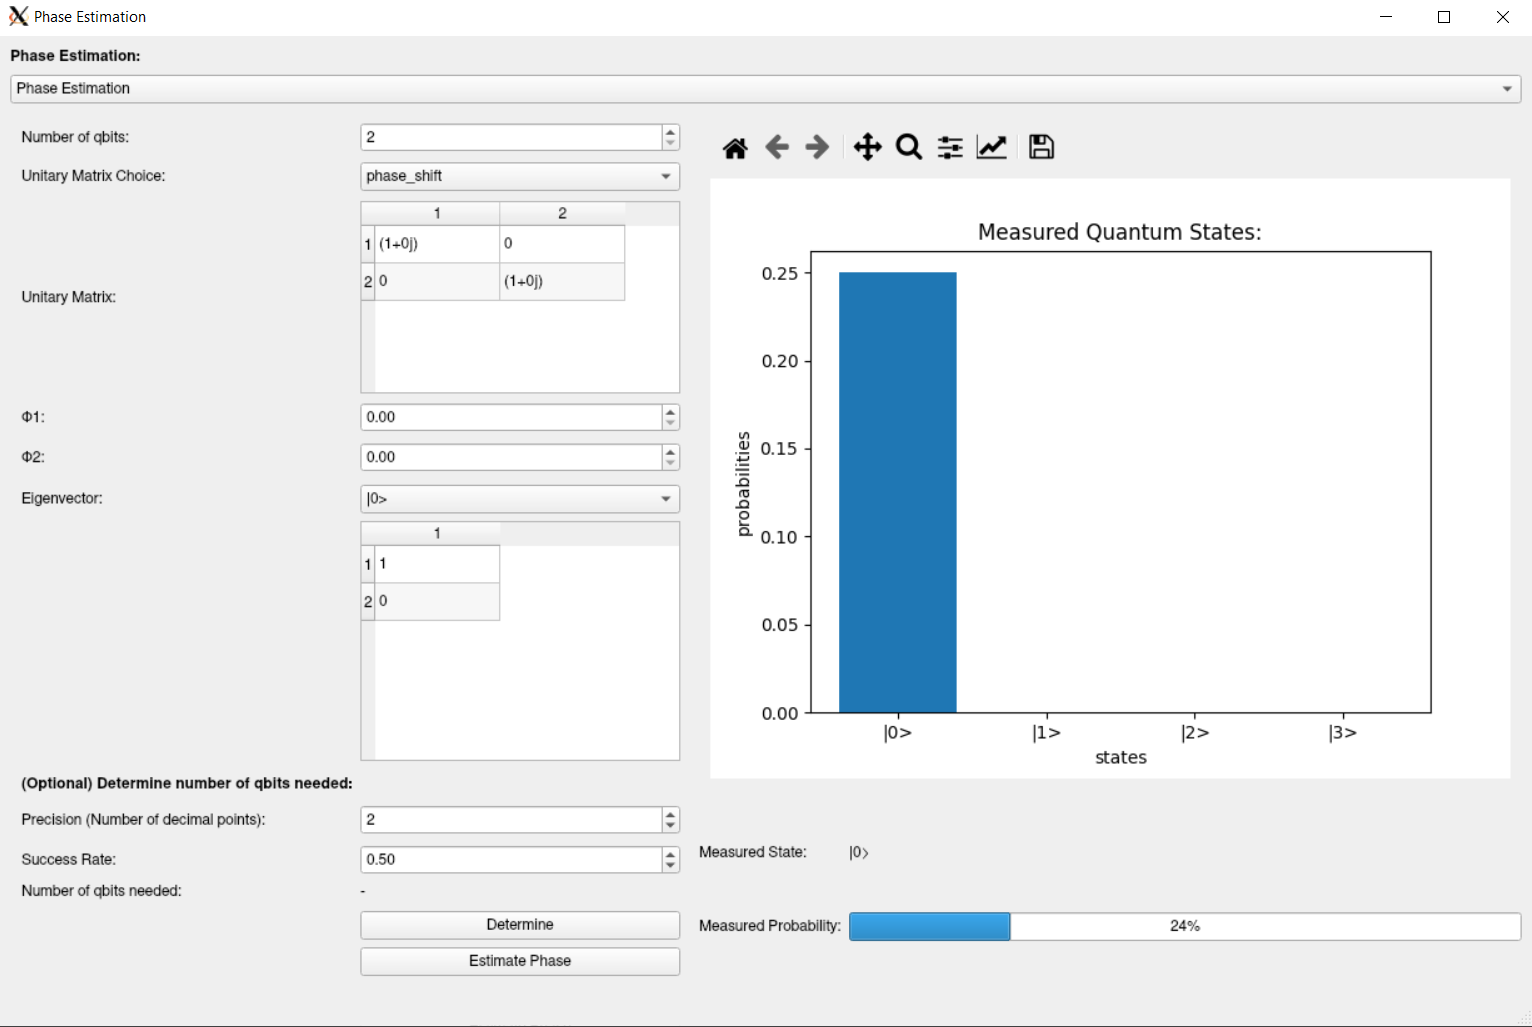 Phase Estimation
Phase Estimation:
Phase Estimation
Number of qbits:
2
Unitary Matrix Choice:
phase_shift
Unitary Matrix:
1 2
1 (1+0j) 0
2 0 (1+0j)
Φ1:
0.00
Φ2:
0.00
Eigenvector:
|0>
1
1 1
2 0
(Optional) Determine number of qbits needed:
Precision (Number of decimal points):
2
Success Rate:
0.50
Number of qbits needed:
-
Determine
Estimate Phase
Measured Quantum States:
0.25
0.20
0.15
0.10
0.05
0.00
probabilities
|0> |1> |2> |3>
states
Measured State: |0⟩
Measured Probability: 24%